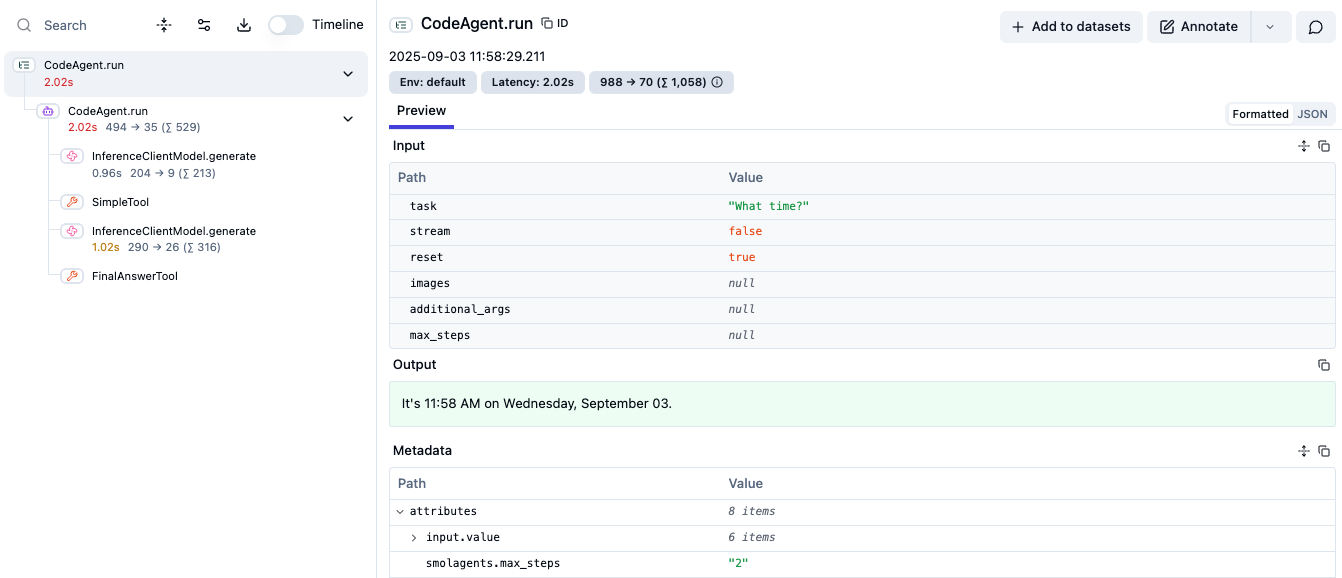 Search
Timeline
CodeAgent.run
2.02s
CodeAgent.run
2.02s 494 → 35 (∑ 529)
InferenceClientModel.generate
0.96s 204 → 9 (∑ 213)
SimpleTool
InferenceClientModel.generate
1.02s 290 → 26 (∑ 316)
FinalAnswerTool
CodeAgent.run ID
+ Add to datasets
Annotate
2025-09-03 11:58:29.211
Env: default
Latency: 2.02s
988 → 70 (∑ 1,058)
Preview
Formatted JSON
Input
Path Value
task "What time?"
stream false
reset true
images null
additional_args null
max_steps null
Output
It's 11:58 AM on Wednesday, September 03.
Metadata
Path Value
attributes 8 items
input.value 6 items
smolagents.max_steps "2"